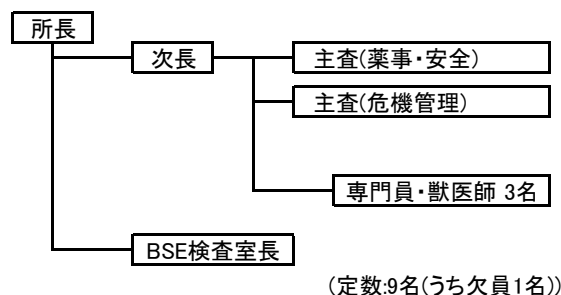 所長
次長
主査(薬事・安全)
主査(危機管理)
専門員・獣医師 3名
BSE検査室長
(定数:9名(うち欠員1名))